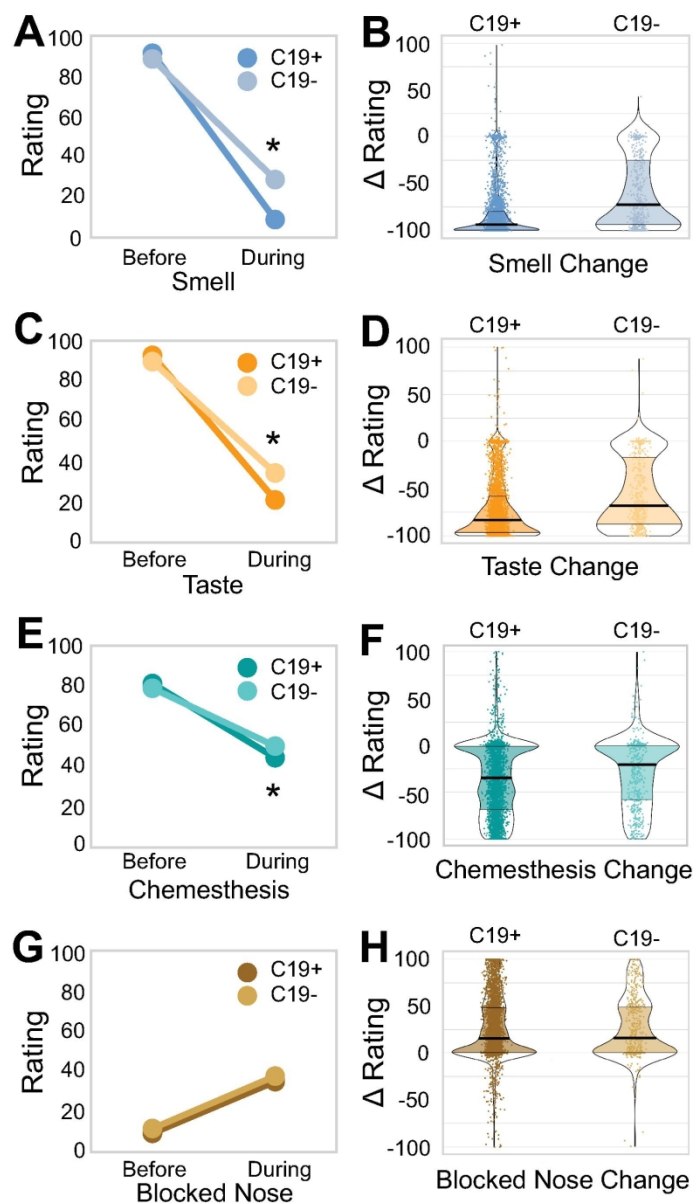 A
100
80
60
40
20
0
Rating
C19+
C19-
*
Before During
Smell
B
C19+ C19-
100
50
0
-50
-100
Δ Rating
Smell Change
C
100
80
60
40
20
0
Rating
C19+
C19-
*
Before During
Taste
D
C19+ C19-
100
50
0
-50
-100
Δ Rating
Taste Change
E
100
80
60
40
20
0
Rating
C19+
C19-
*
Before During
Chemesthesis
F
C19+ C19-
100
50
0
-50
-100
Δ Rating
Chemesthesis Change
G
100
80
60
40
20
0
Rating
C19+
C19-
Before During
Blocked Nose
H
C19+ C19-
100
50
0
-50
-100
Δ Rating
Blocked Nose Change